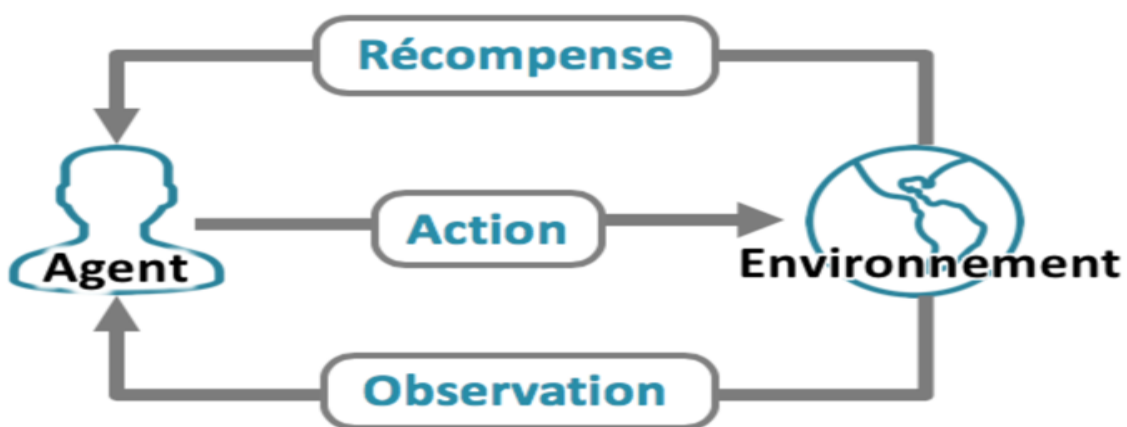 Récompense
Action
Agent
Environnement
Observation